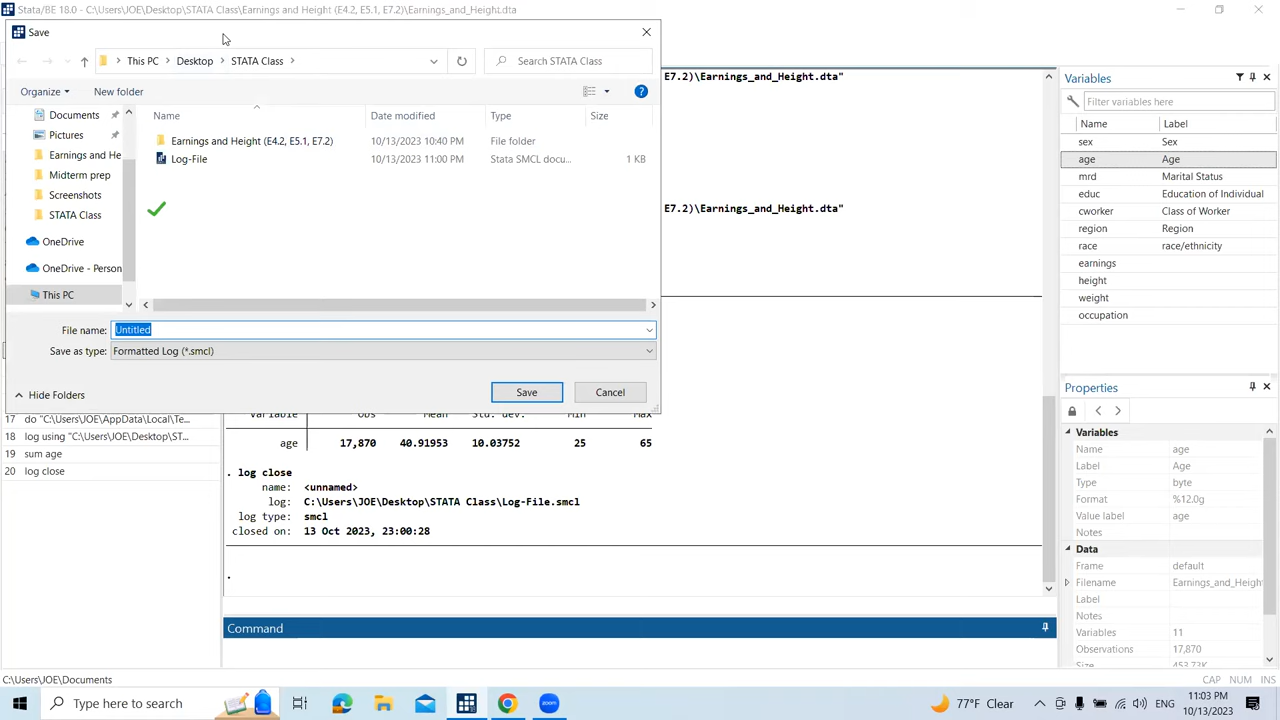 Stata/BE 18.0 - C:\Users\JOE\Desktop\STATA Class\Earnings and Height (E4.2, E5.1, E7.2)\Earnings_and_Height.dta
Save
This PC Desktop STATA Class
Search STATA Class
Organize
New folder
Documents
Pictures
Earnings and He
Midterm prep
Screenshots
STATA Class
OneDrive
OneDrive - Person
This PC
Name Date modified Type Size
Earnings and Height (E4.2, E5.1, E7.2) 10/13/2023 10:40 PM File folder
Log-File 10/13/2023 11:00 PM Stata SMCL docu... 1 KB
File name: Untitled
Save as type: Formatted Log (*.smcl)
Hide Folders
Save
Cancel
17 do "C:\Users\JOE\AppData\Local\Te...
18 log using "C:\Users\JOE\Desktop\ST...
19 sum age
20 log close
E7.2)\Earnings_and_Height.dta"
E7.2)\Earnings_and_Height.dta"
Variable Obs Mean Std. dev. Min Max
age 17,870 40.91953 10.03752 25 65
. log close
name: <unnamed>
log: C:\Users\JOE\Desktop\STATA Class\Log-File.smcl
log type: smcl
closed on: 13 Oct 2023, 23:00:28
.
Command
Variables
Filter variables here
Name Label
sex Sex
age Age
mrd Marital Status
educ Education of Individual
cworker Class of Worker
region Region
race race/ethnicity
earnings
height
weight
occupation
Properties
Variables
Name age
Label Age
Type byte
Format %12.0g
Value label age
Notes
Data
Frame default
Filename Earnings_and_Heigh
Label
Notes
Variables 11
Observations 17,870
Size 453.73K
C:\Users\JOE\Documents
CAP NUM INS
Type here to search
77°F Clear
ENG
11:03 PM
10/13/2023